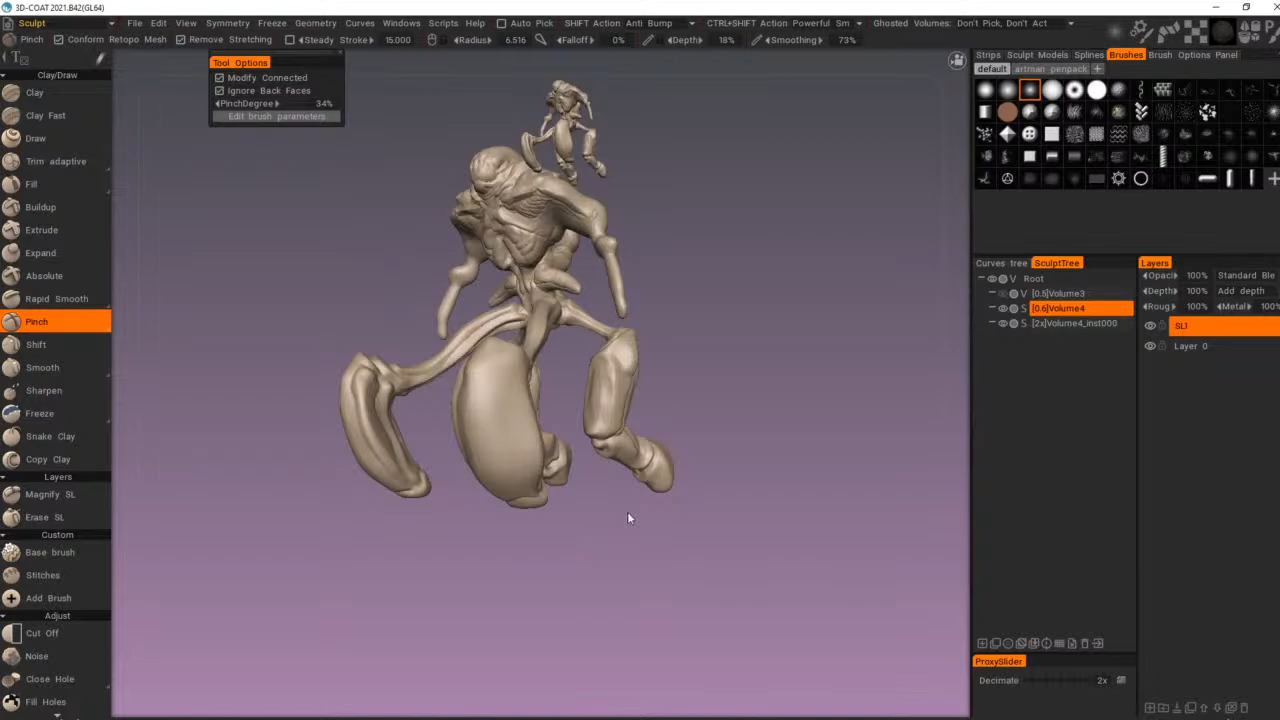 3D-COAT 2021.B42(GL64)
Sculpt File Edit View Symmetry Freeze Geometry Curves Windows Scripts Help Auto Pick SHIFT Action Anti Bump CTRL+SHIFT Action Powerful Sm Ghosted Volumes: Don't Pick, Don't Act
Pinch Conform Retopo Mesh Remove Stretching Steady Stroke 15.000 Radius 6.516 Falloff 0% Depth 18% Smoothing 73%
Tool Options
Modify Connected
Ignore Back Faces
PinchDegree 34%
Edit brush parameters
Clay/Draw
Clay
Clay Fast
Draw
Trim adaptive
Fill
Buildup
Extrude
Expand
Absolute
Rapid Smooth
Pinch
Shift
Smooth
Sharpen
Freeze
Snake Clay
Copy Clay
Layers
Magnify SL
Erase SL
Custom
Base brush
Stitches
Add Brush
Adjust
Cut Off
Noise
Close Hole
Fill Holes
Strips Sculpt Models Splines Brushes Brush Options Panel
default artman penpack +
Curves tree SculptTree
Root
V [0.5]Volume3
S [0.6]Volume4
S [2x]Volume4_inst000
ProxySlider
Decimate 2x
Layers
Opaci 100% Standard Ble
Depth 100% Add depth
Roug 100% Metal 100%
SL1
Layer 0